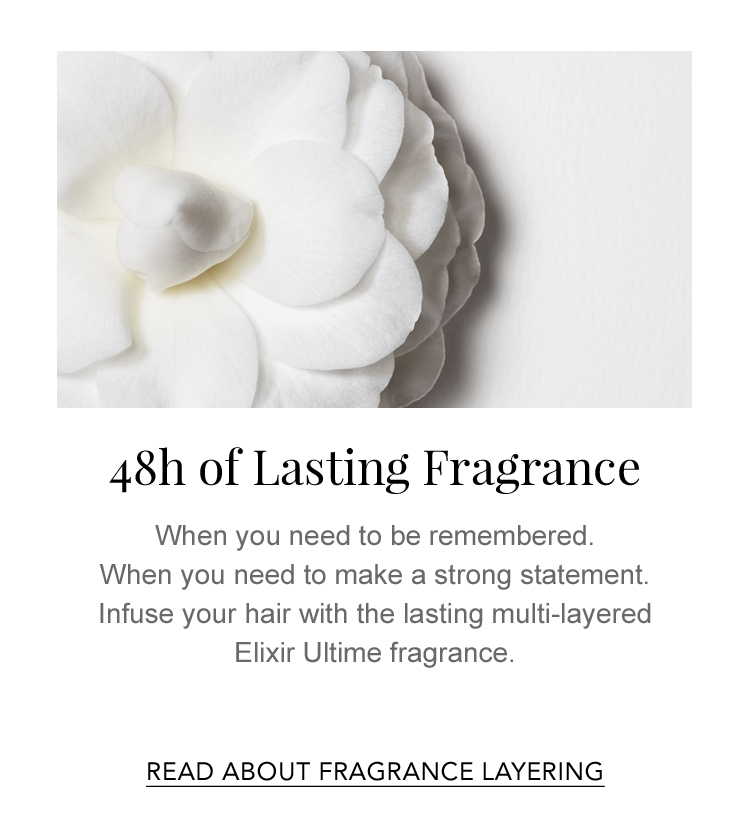 48h of Lasting Fragrance
When you need to be remembered.
When you need to make a strong statement.
Infuse your hair with the lasting multi-layered
Elixir Ultime fragrance.
READ ABOUT FRAGRANCE LAYERING